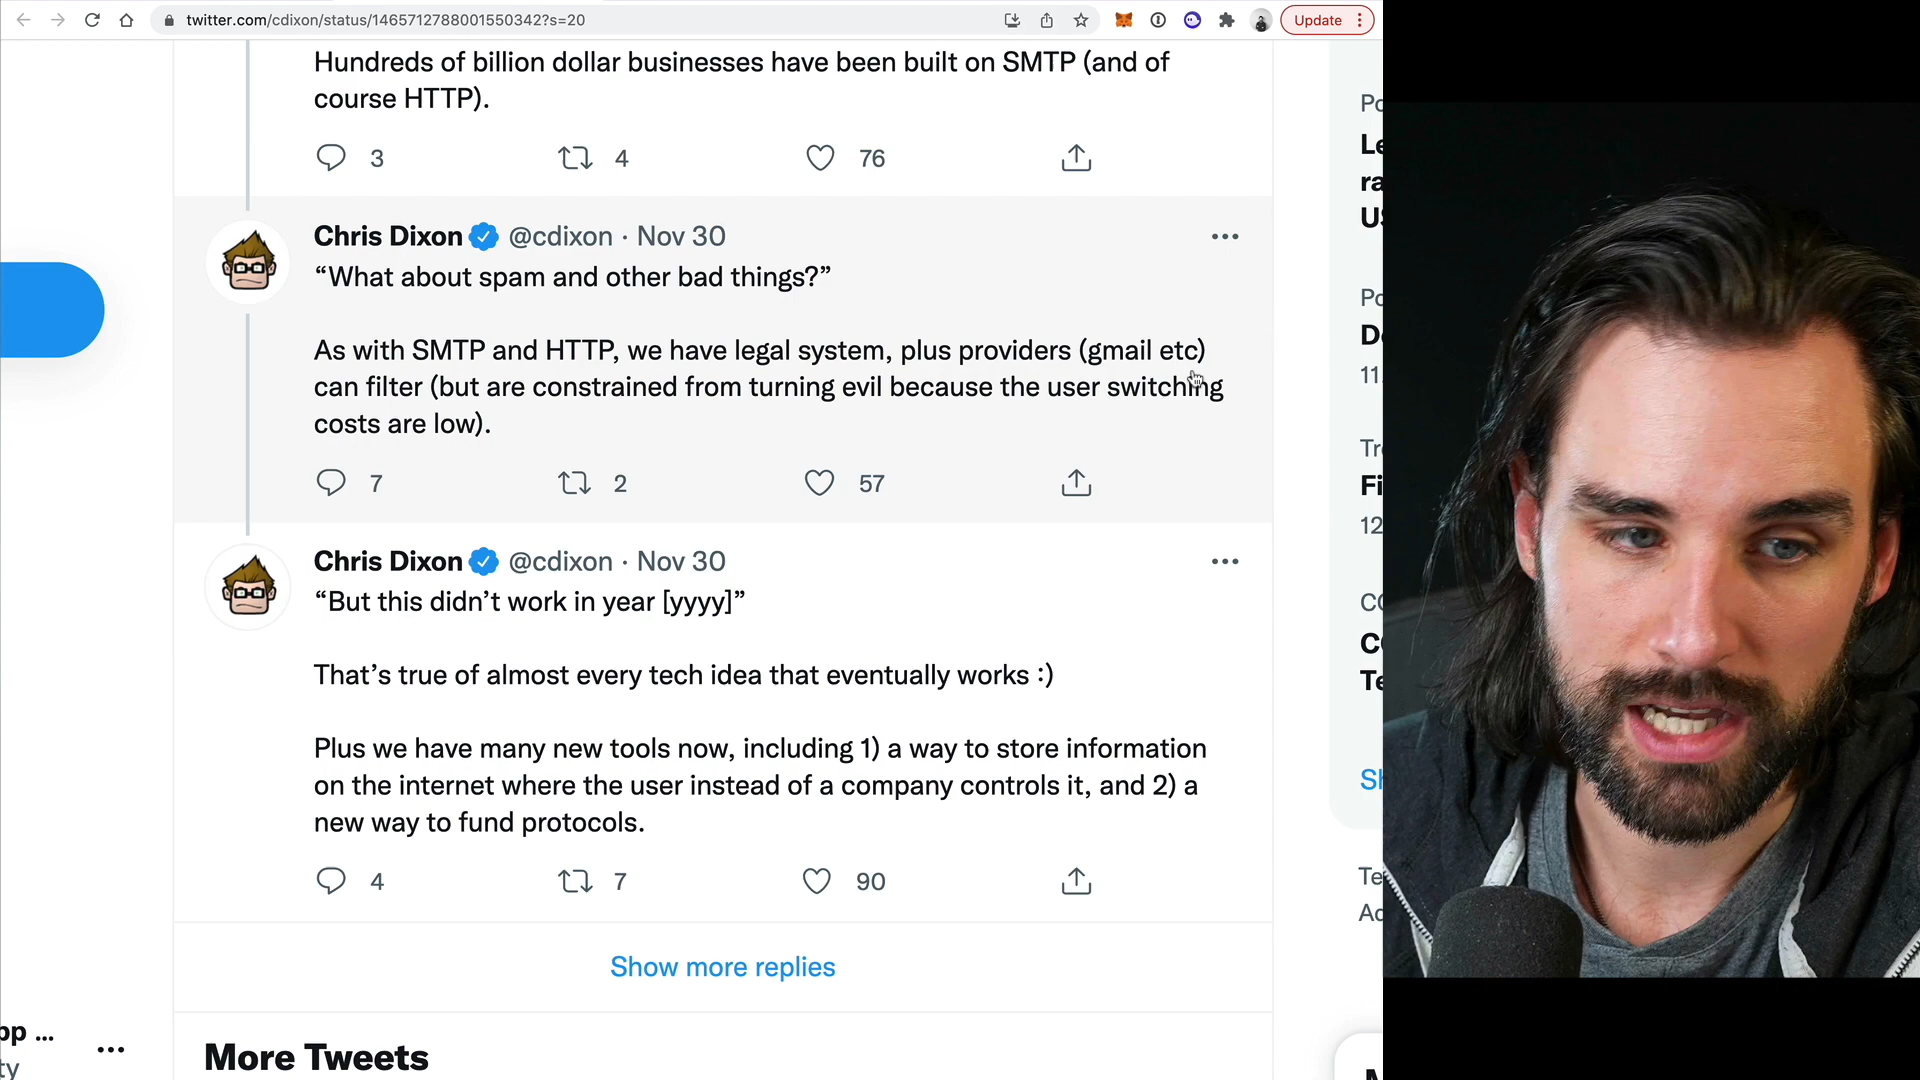 twitter.com/cdixon/status/1465712788001550342?s=20
Update
Hundreds of billion dollar businesses have been built on SMTP (and of
course HTTP).
3 4 76
Chris Dixon @cdixon · Nov 30
“What about spam and other bad things?”
As with SMTP and HTTP, we have legal system, plus providers (gmail etc)
can filter (but are constrained from turning evil because the user switching
costs are low).
7 2 57
Chris Dixon @cdixon · Nov 30
“But this didn’t work in year [yyyy]”
That’s true of almost every tech idea that eventually works :)
Plus we have many new tools now, including 1) a way to store information
on the internet where the user instead of a company controls it, and 2) a
new way to fund protocols.
4 7 90
Show more replies
More Tweets